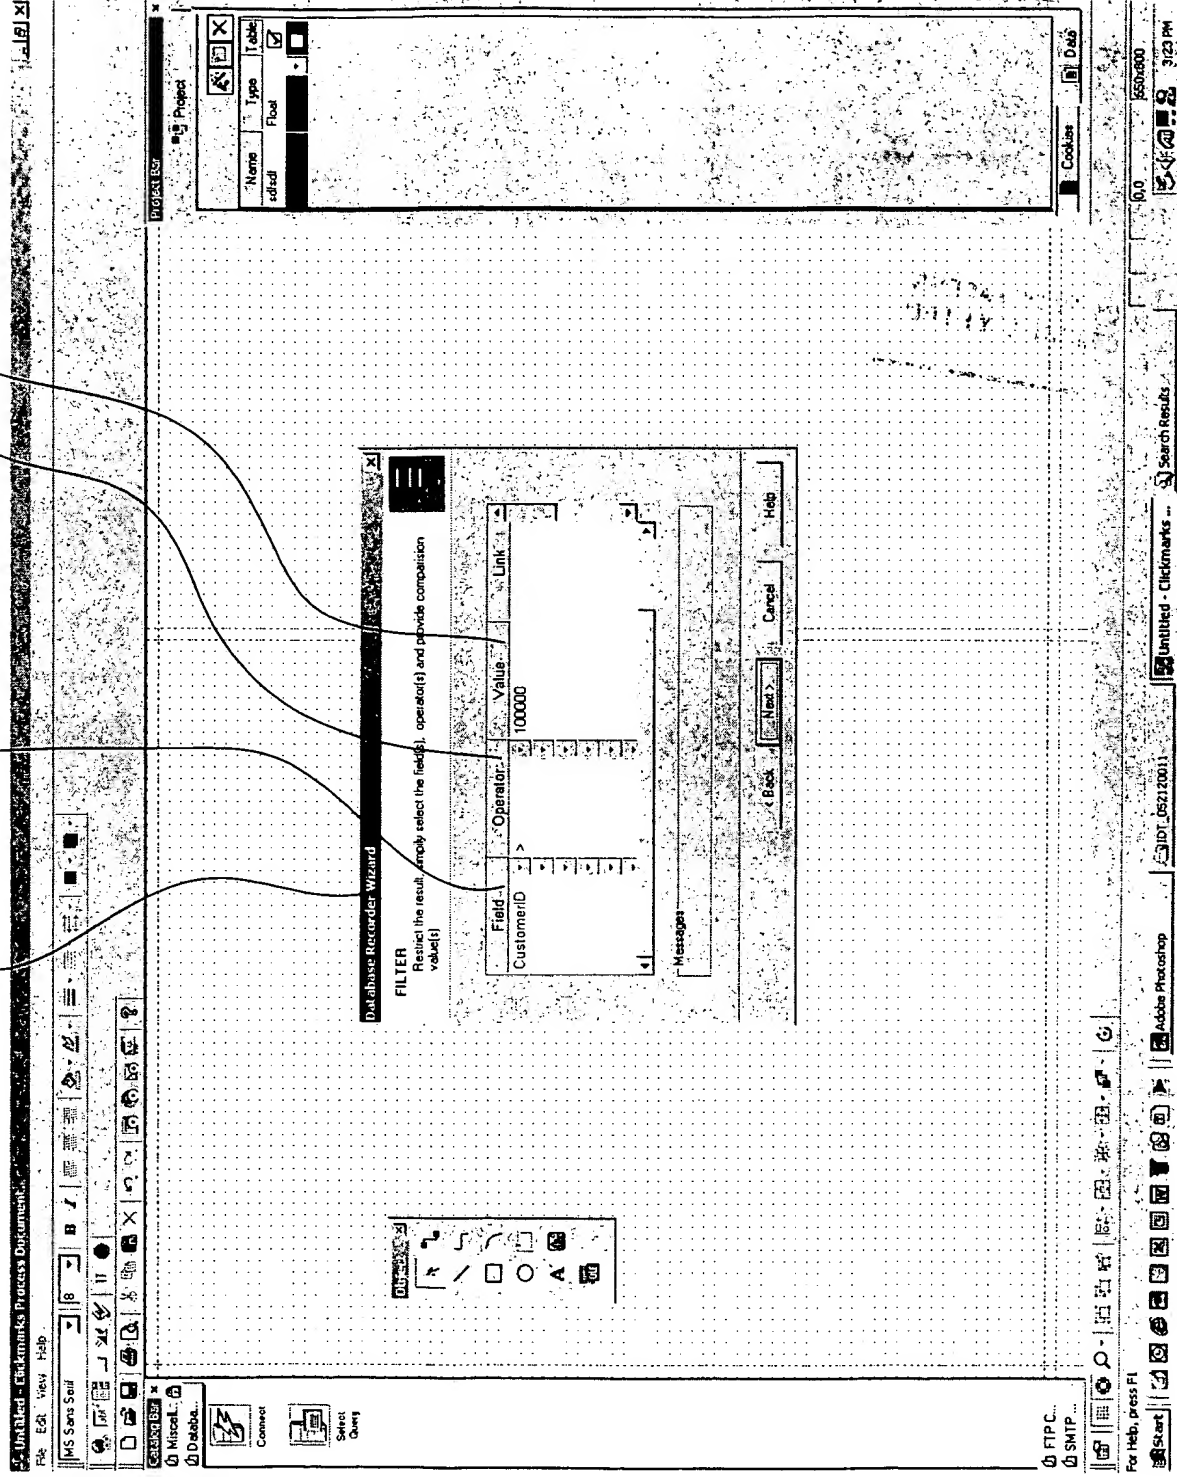 Untitled - Clickmarks Process Document
File Edit View Help
MS Sans Serif 8 B I
Catalog Bar
Miscel...
Databa...
Connect
Select
Query
FTP C...
SMTP ...
Database Recorder Wizard
FILTER
Restrict the result, simply select the field(s), operator(s) and provide comparision
value(s)
Field Operator Value Link
CustomerID > 100000
Messages
< Back Next > Cancel Help
Project Bar
Project
Name Type Table
sdfsdf Float
Cookies Data
For Help, press F1
0,0 650x800
Start Adobe Photoshop IDT_052120011 Untitled - Clickmarks ... Search Results 3:23 PM